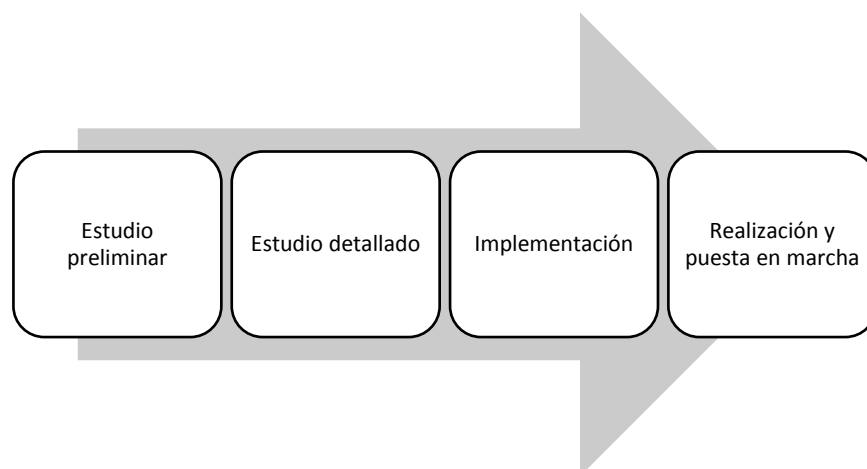 Estudio
preliminar
Estudio detallado
Implementación
Realización y
puesta en marcha